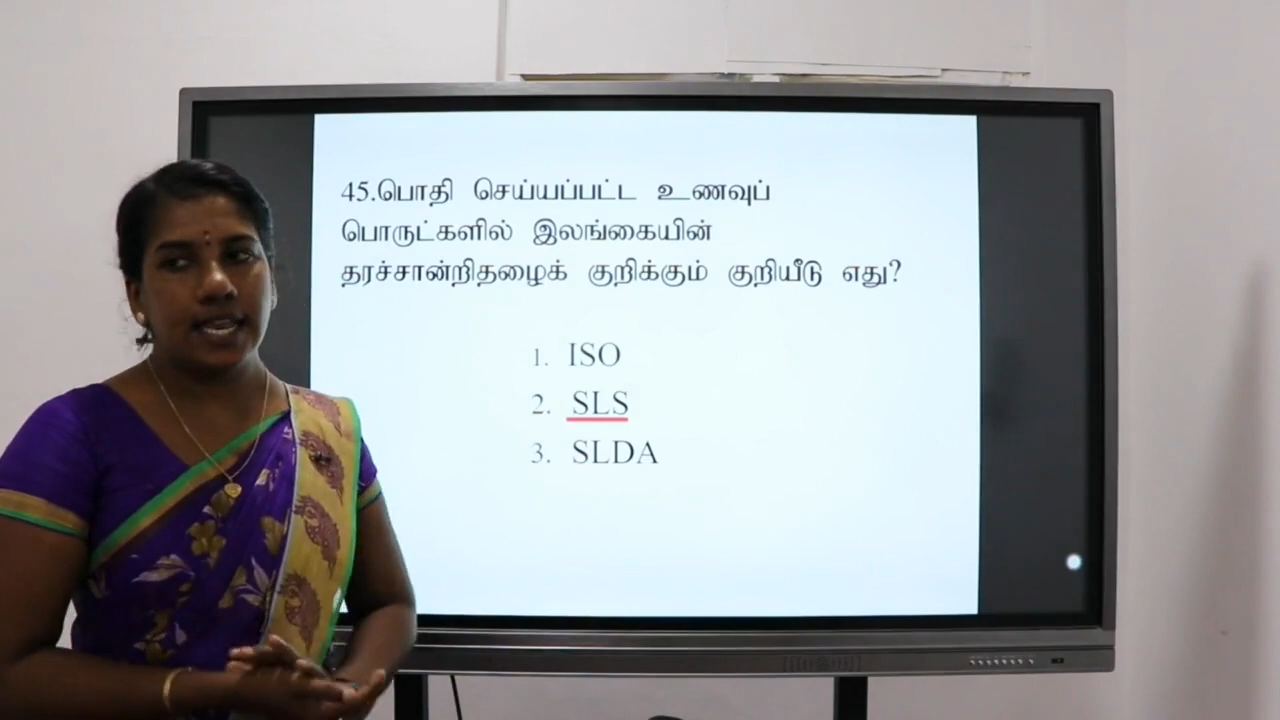 45.பொதி செய்யப்பட்ட உணவுப்
பொருட்களில் இலங்கையின்
தரச்சான்றிதழைக் குறிக்கும் குறியீடு எது?
1. ISO
2. SLS
3. SLDA